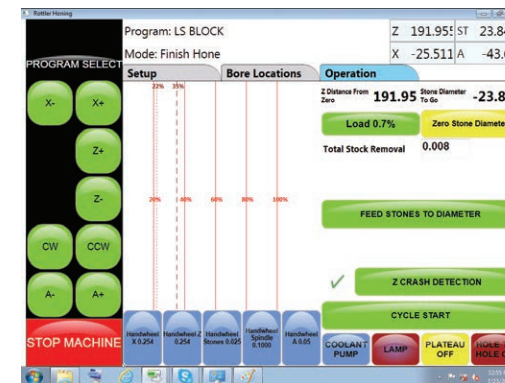 Rottler Honing
Program: LS BLOCK
Z 191.955 ST 23.84
Mode: Finish Hone
X -25.511 A -43.
PROGRAM SELECT
Setup
Bore Locations
Operation
22% 35%
Z Distance From Zero 191.95 Stone Diameter To Go -23.8
X- X+
Load 0.7%
Zero Stone Diamete
Total Stock Removal 0.008
Z+
Z-
20% 40% 60% 80% 100%
FEED STONES TO DIAMETER
CW CCW
Z CRASH DETECTION
A- A+
CYCLE START
STOP MACHINE
Handwheel X 0.254
Handwheel Z 0.254
Handwheel Stones 0.025
Handwheel Spindle 0.1000
Handwheel A 0.05
COOLANT PUMP
LAMP
PLATEAU OFF
HOLE
HOLE